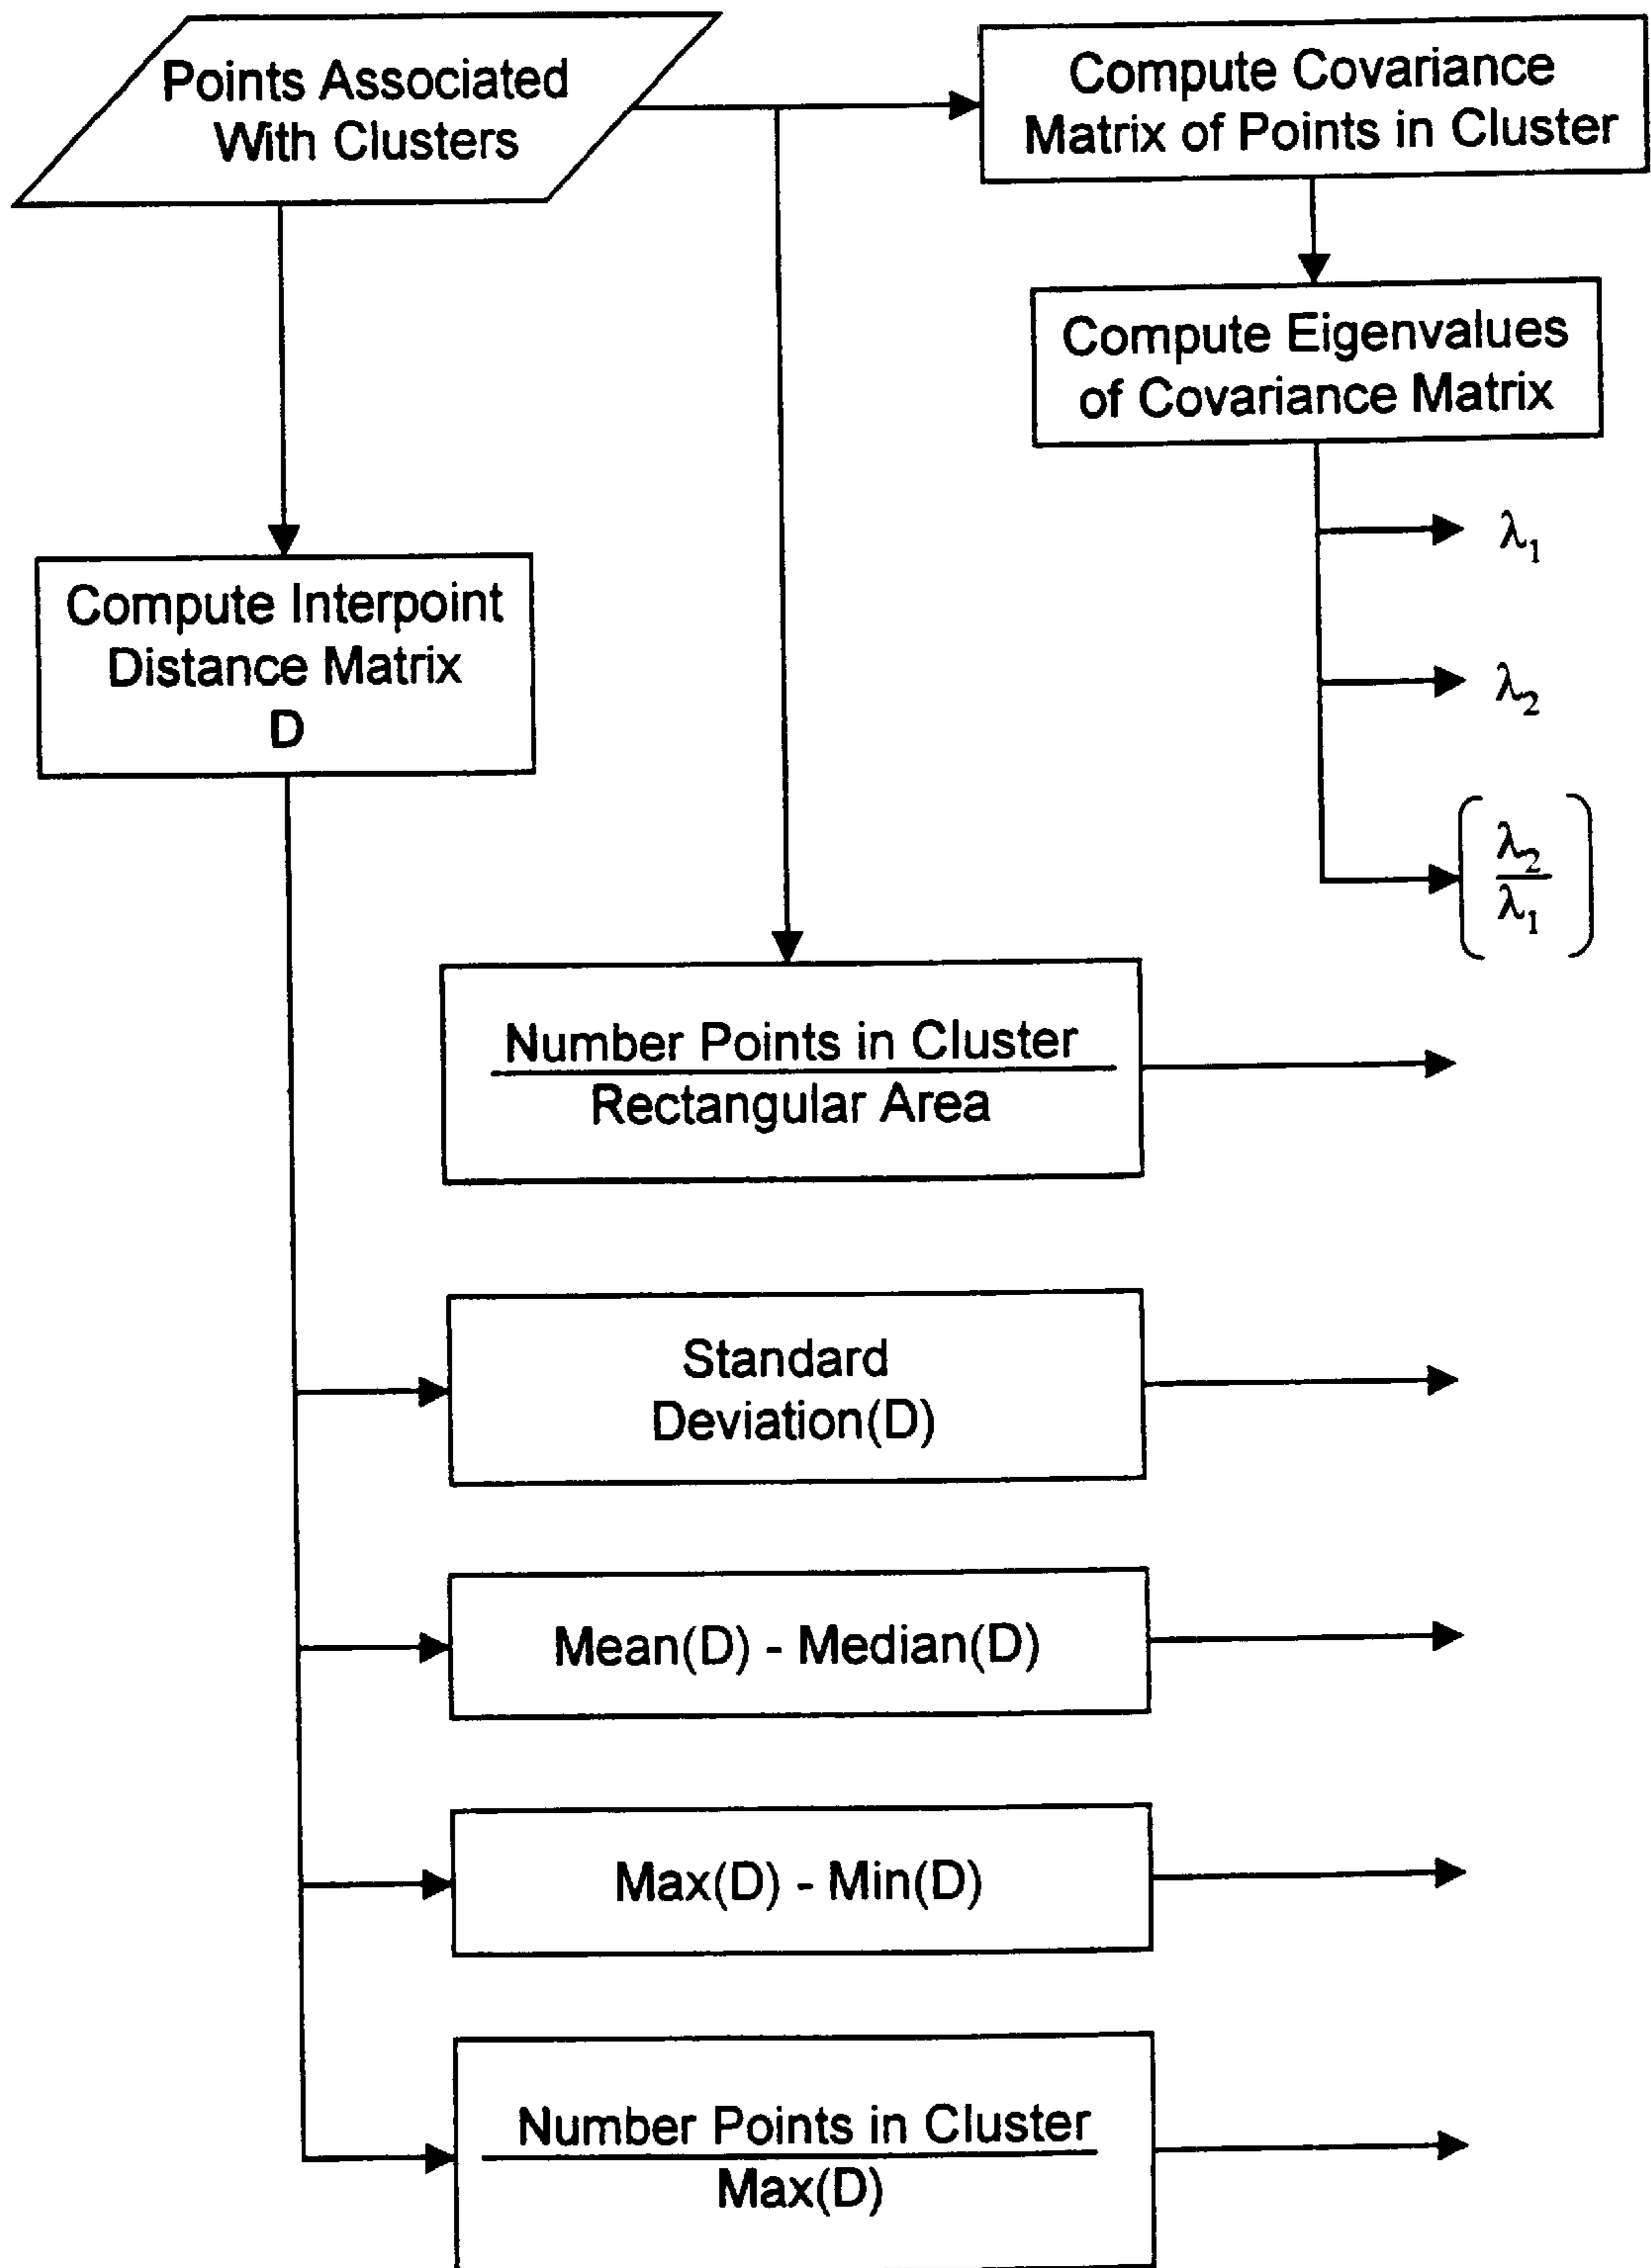 Points Associated
With Clusters
Compute Covariance
Matrix of Points in Cluster
Compute Eigenvalues
of Covariance Matrix
λ₁
λ₂
λ₂
λ₁
Compute Interpoint
Distance Matrix
D
Number Points in Cluster
Rectangular Area
Standard
Deviation(D)
Mean(D) - Median(D)
Max(D) - Min(D)
Number Points in Cluster
Max(D)